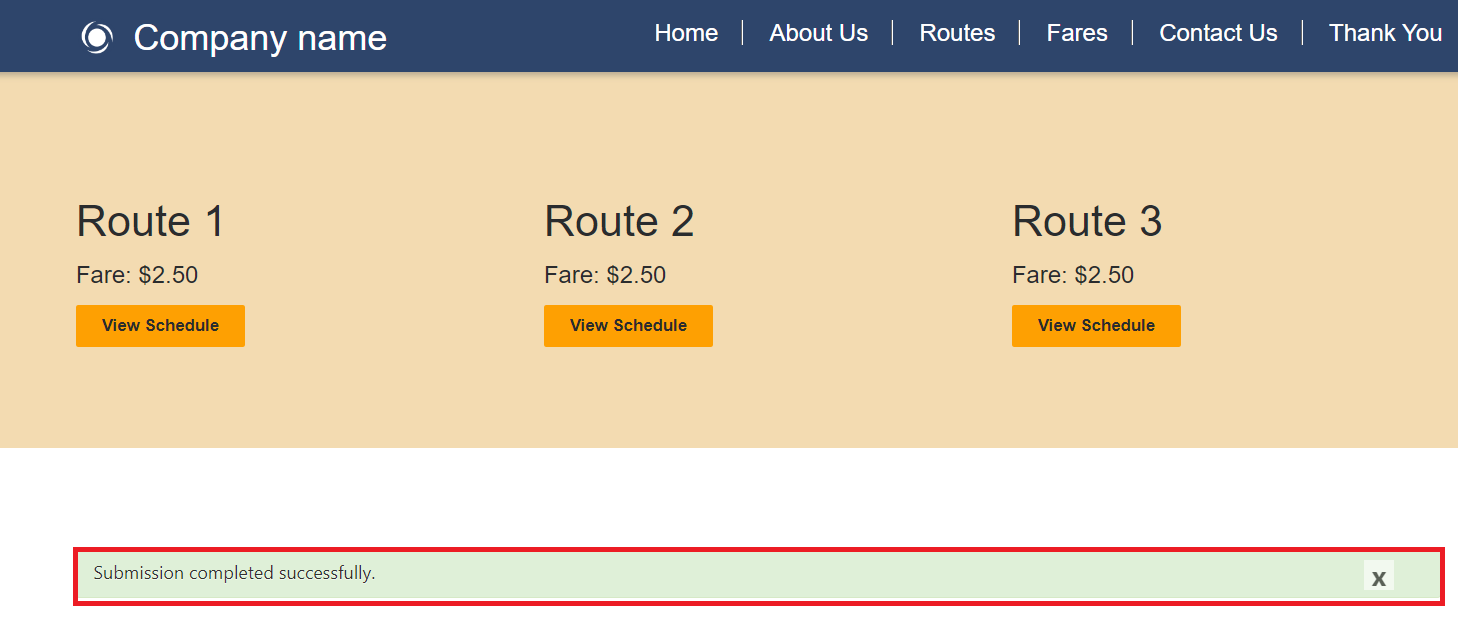 Company name
Home
About Us
Routes
Fares
Contact Us
Thank You
Route 1
Fare: $2.50
View Schedule
Route 2
Fare: $2.50
View Schedule
Route 3
Fare: $2.50
View Schedule
Submission completed successfully.
x